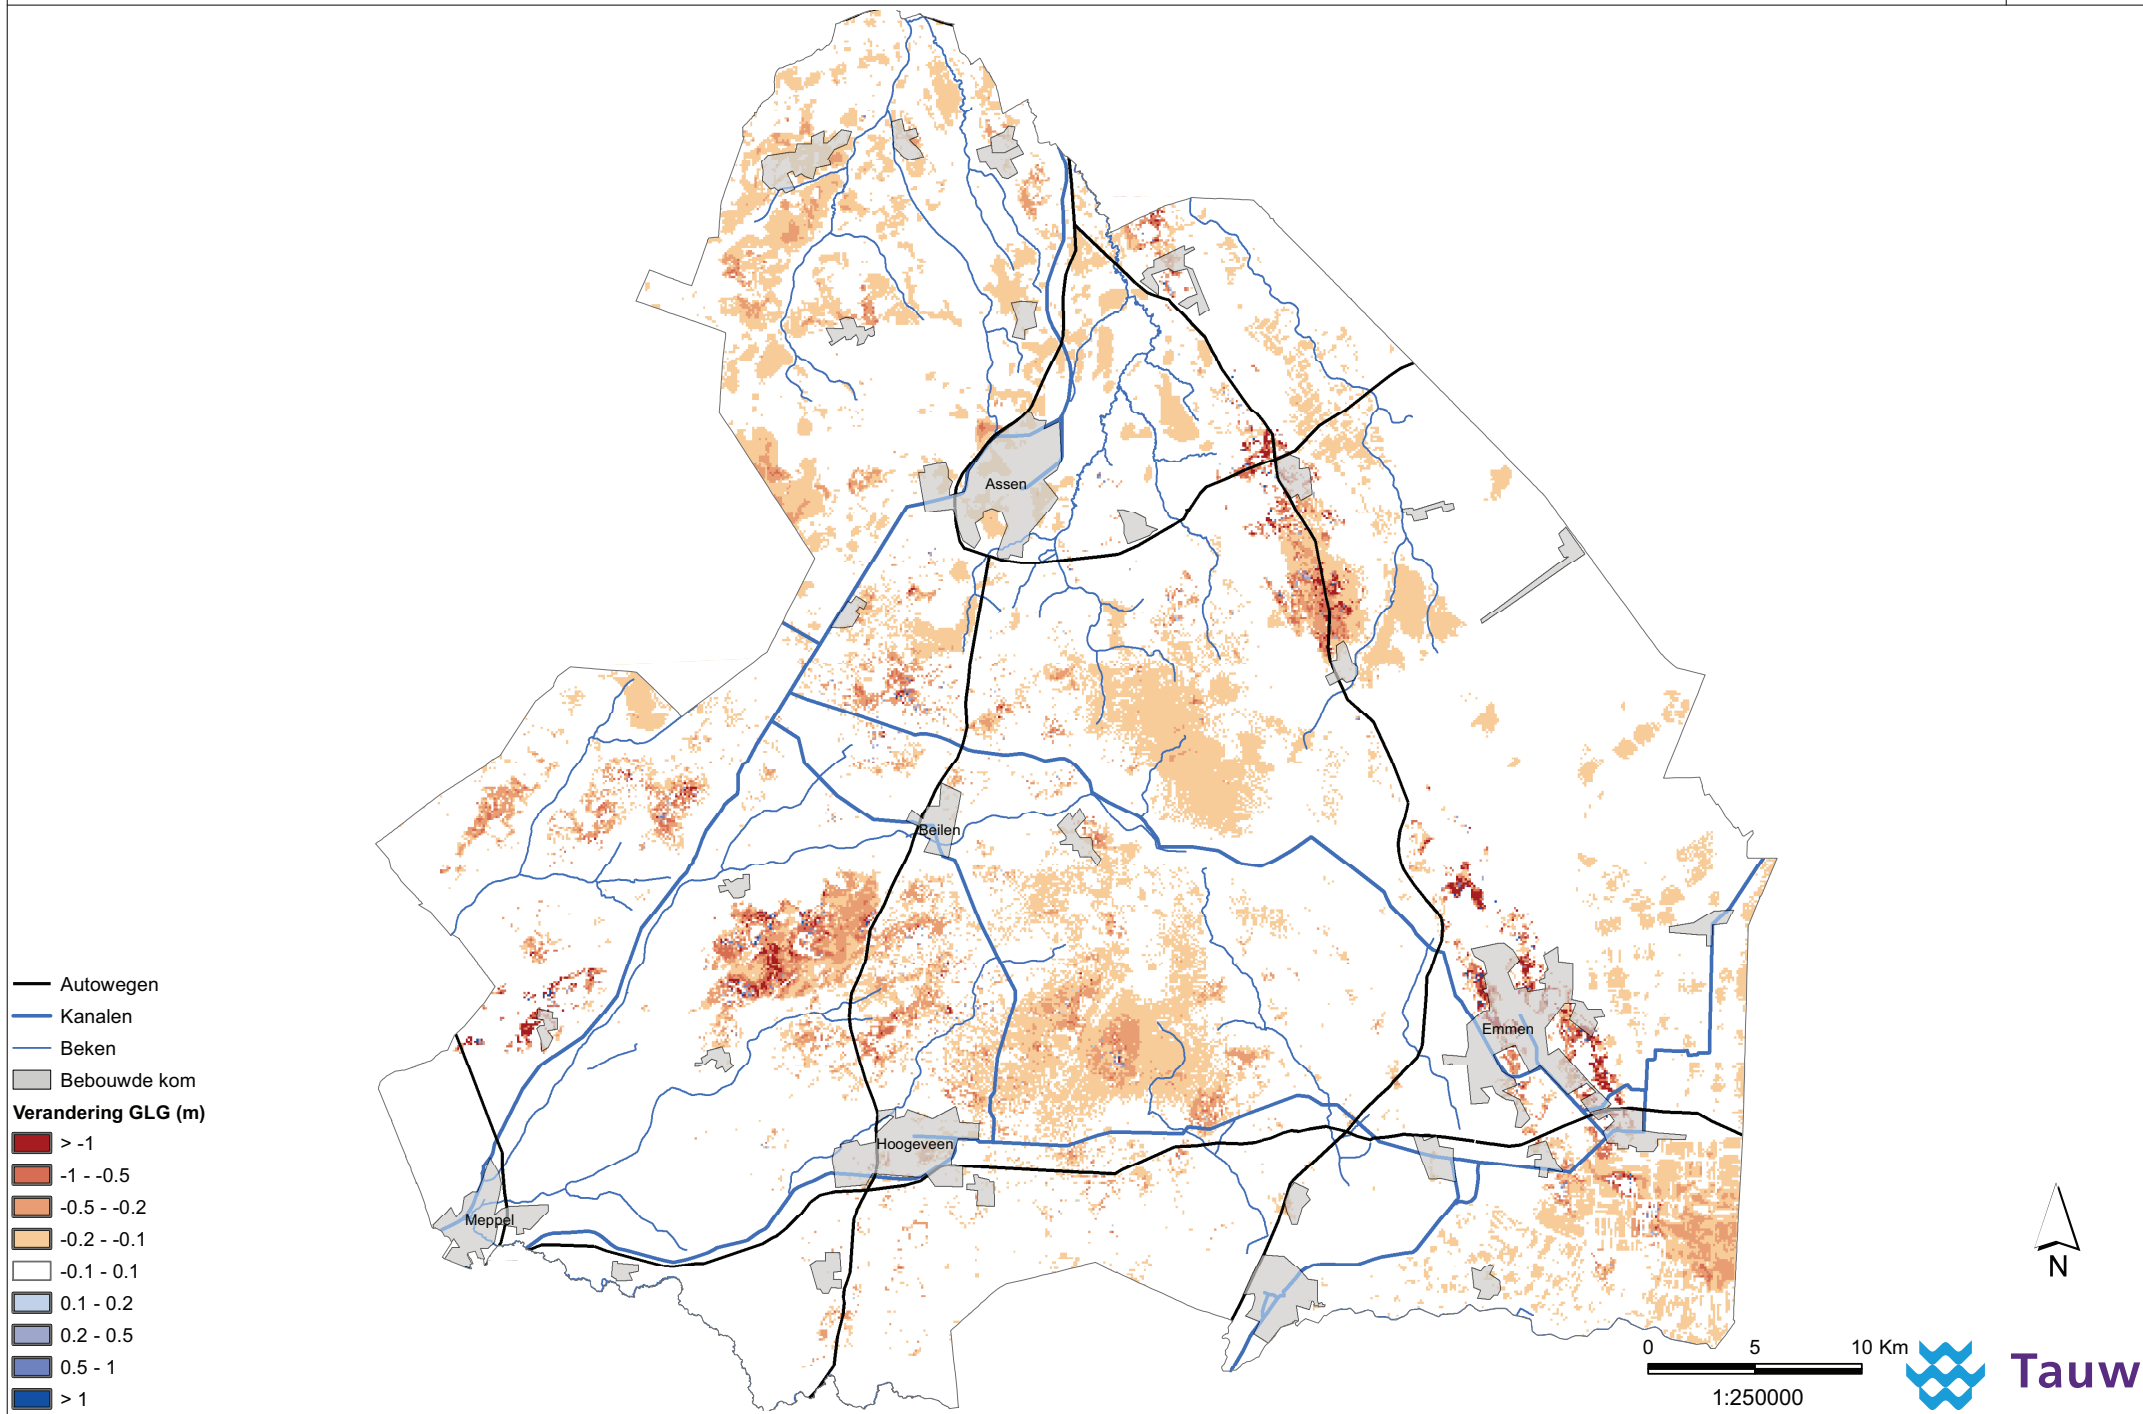 Assen
Beilen
Emmen
Hoogeveen
Meppel
Autowegen
Kanalen
Beken
Bebouwde kom
Verandering GLG (m)
> -1
-1 - -0.5
-0.5 - -0.2
-0.2 - -0.1
-0.1 - 0.1
0.1 - 0.2
0.2 - 0.5
0.5 - 1
> 1
N
0 5 10 Km
1:250000
Tauw